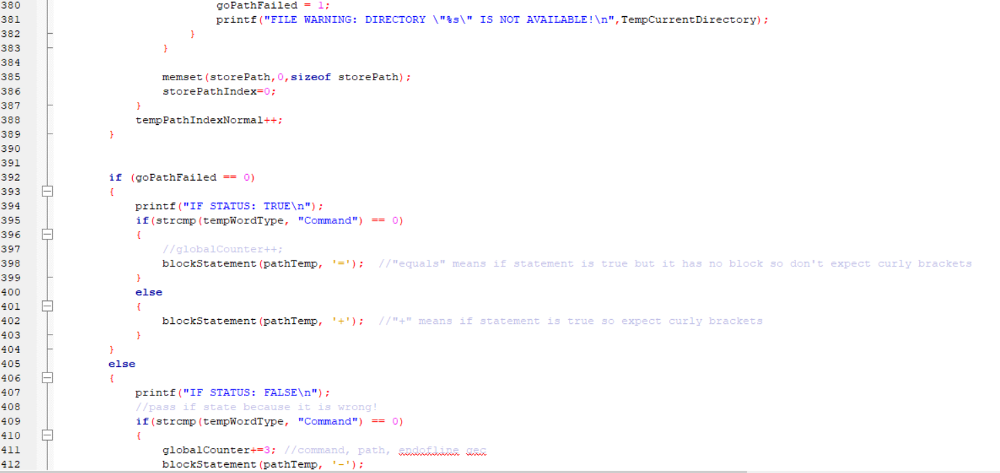 380 goPathFailed = 1;
381 printf("FILE WARNING: DIRECTORY \"%s\" IS NOT AVAILABLE!\n",TempCurrentDirectory);
382 }
383 }
384
385 memset(storePath,0,sizeof storePath);
386 storePathIndex=0;
387 }
388 tempPathIndexNormal++;
389 }
390
391
392 if (goPathFailed == 0)
393 {
394 printf("IF STATUS: TRUE\n");
395 if(strcmp(tempWordType, "Command") == 0)
396 {
397 //globalCounter++;
398 blockStatement(pathTemp, '='); //"equals" means if statement is true but it has no block so don't expect curly brackets
399 }
400 else
401 {
402 blockStatement(pathTemp, '+'); //"+" means if statement is true so expect curly brackets
403 }
404 }
405 else
406 {
407 printf("IF STATUS: FALSE\n");
408 //pass if state because it is wrong!
409 if(strcmp(tempWordType, "Command") == 0)
410 {
411 globalCounter+=3; //command, path, endofline gec
412 blockStatement(pathTemp, '-');